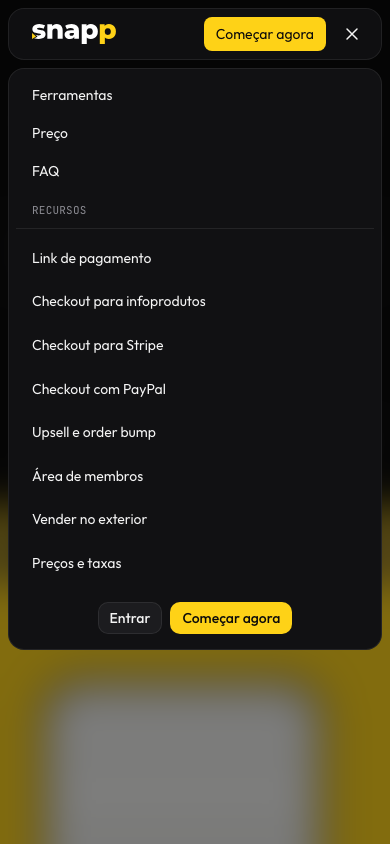 snapp
Começar agora
Ferramentas
Preço
FAQ
RECURSOS
Link de pagamento
Checkout para infoprodutos
Checkout para Stripe
Checkout com PayPal
Upsell e order bump
Área de membros
Vender no exterior
Preços e taxas
Entrar
Começar agora